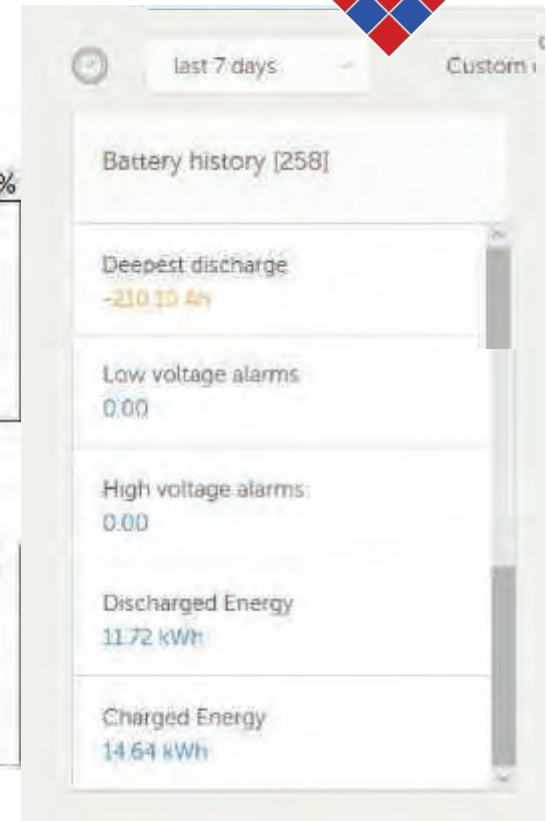 %
last 7 days
Custom
Battery history [258]
Deepest discharge
-210.10 Ah
Low voltage alarms
0.00
High voltage alarms
0.00
Discharged Energy
11.72 kWh
Charged Energy
14.64 kWh